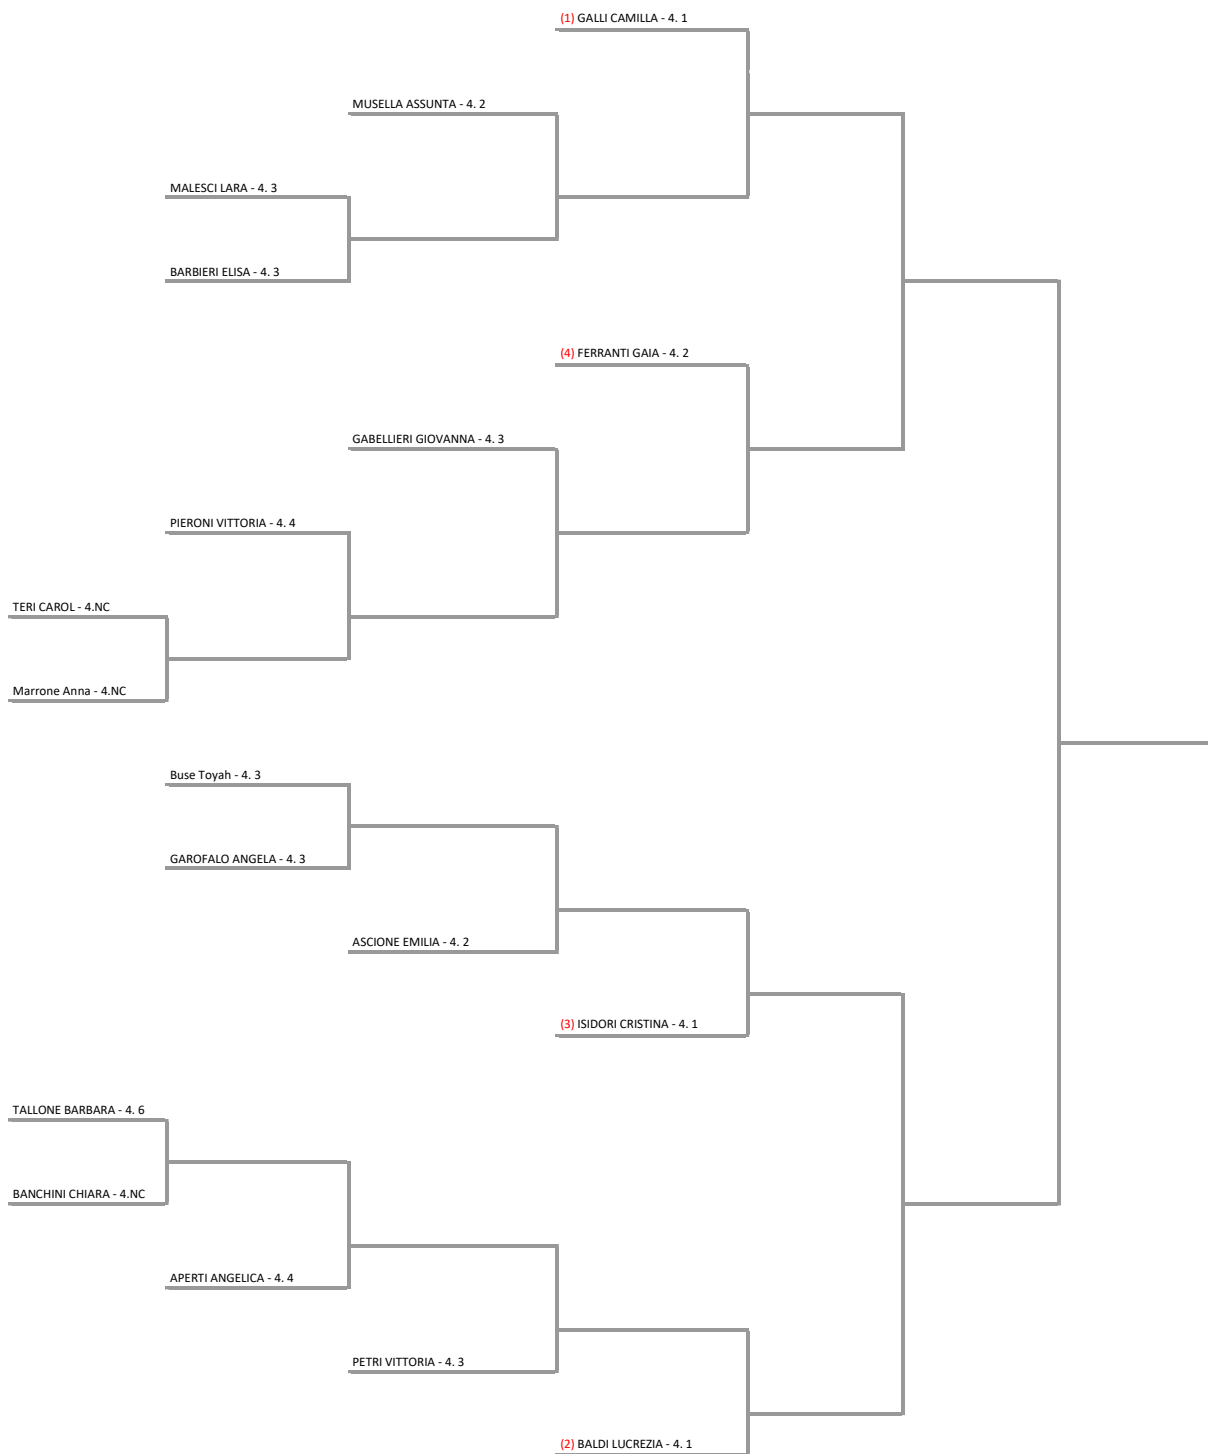 (1) GALLI CAMILLA - 4. 1
MUSELLA ASSUNTA - 4. 2
MALESCI LARA - 4. 3
BARBIERI ELISA - 4. 3
(4) FERRANTI GAIA - 4. 2
GABELLIERI GIOVANNA - 4. 3
PIERONI VITTORIA - 4. 4
TERI CAROL - 4.NC
Marrone Anna - 4.NC
Buse Toyah - 4. 3
GAROFALO ANGELA - 4. 3
ASCIONE EMILIA - 4. 2
(3) ISIDORI CRISTINA - 4. 1
TALLONE BARBARA - 4. 6
BANCHINI CHIARA - 4.NC
APERTI ANGELICA - 4. 4
PETRI VITTORIA - 4. 3
(2) BALDI LUCREZIA - 4. 1